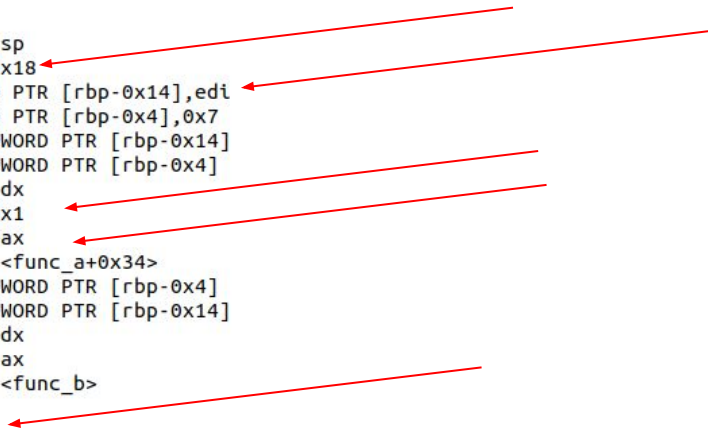 sp
x18
PTR [rbp-0x14],edi
PTR [rbp-0x4],0x7
WORD PTR [rbp-0x14]
WORD PTR [rbp-0x4]
dx
x1
ax
<func_a+0x34>
WORD PTR [rbp-0x4]
WORD PTR [rbp-0x14]
dx
ax
<func_b>